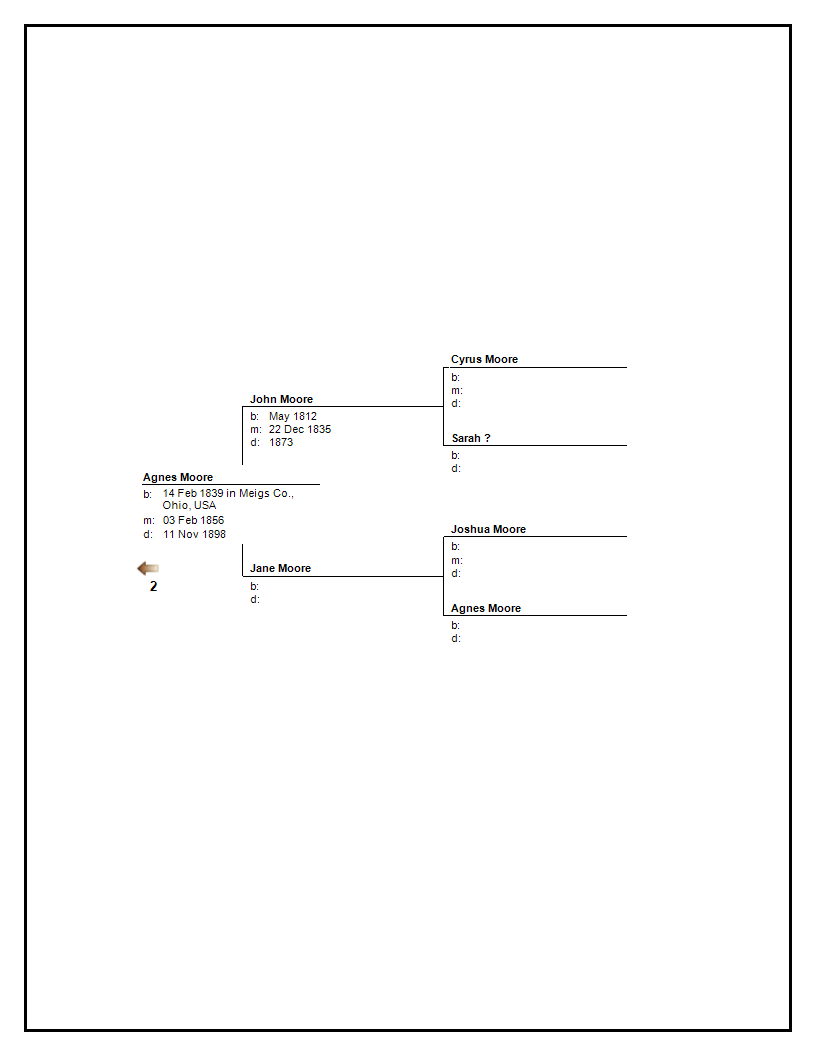 Cyrus Moore
b:
m:
d:
John Moore
b: May 1812
m: 22 Dec 1835
d: 1873
Sarah ?
b:
d:
Agnes Moore
b: 14 Feb 1839 in Meigs Co.,
Ohio, USA
m: 03 Feb 1856
d: 11 Nov 1898
Joshua Moore
b:
m:
d:
Jane Moore
b:
d:
2
Agnes Moore
b:
d: